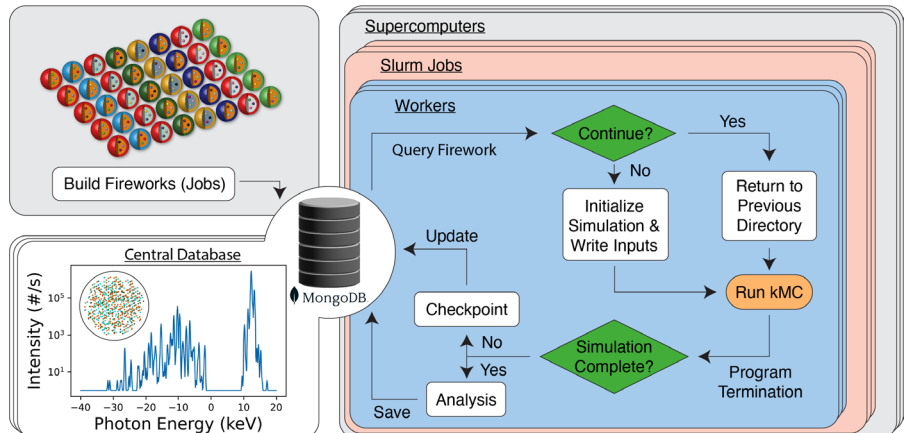 Build Fireworks (Jobs)
Central Database
Intensity (#/s)
10⁵
10³
10¹
−40
−30
−20
−10
0
10
20
Photon Energy (keV)
MongoDB
Supercomputers
Slurm Jobs
Workers
Query Firework
Continue?
Yes
No
Initialize
Simulation &
Write Inputs
Return to
Previous
Directory
Run kMC
Program
Termination
Simulation
Complete?
No
Yes
Checkpoint
Update
Analysis
Save